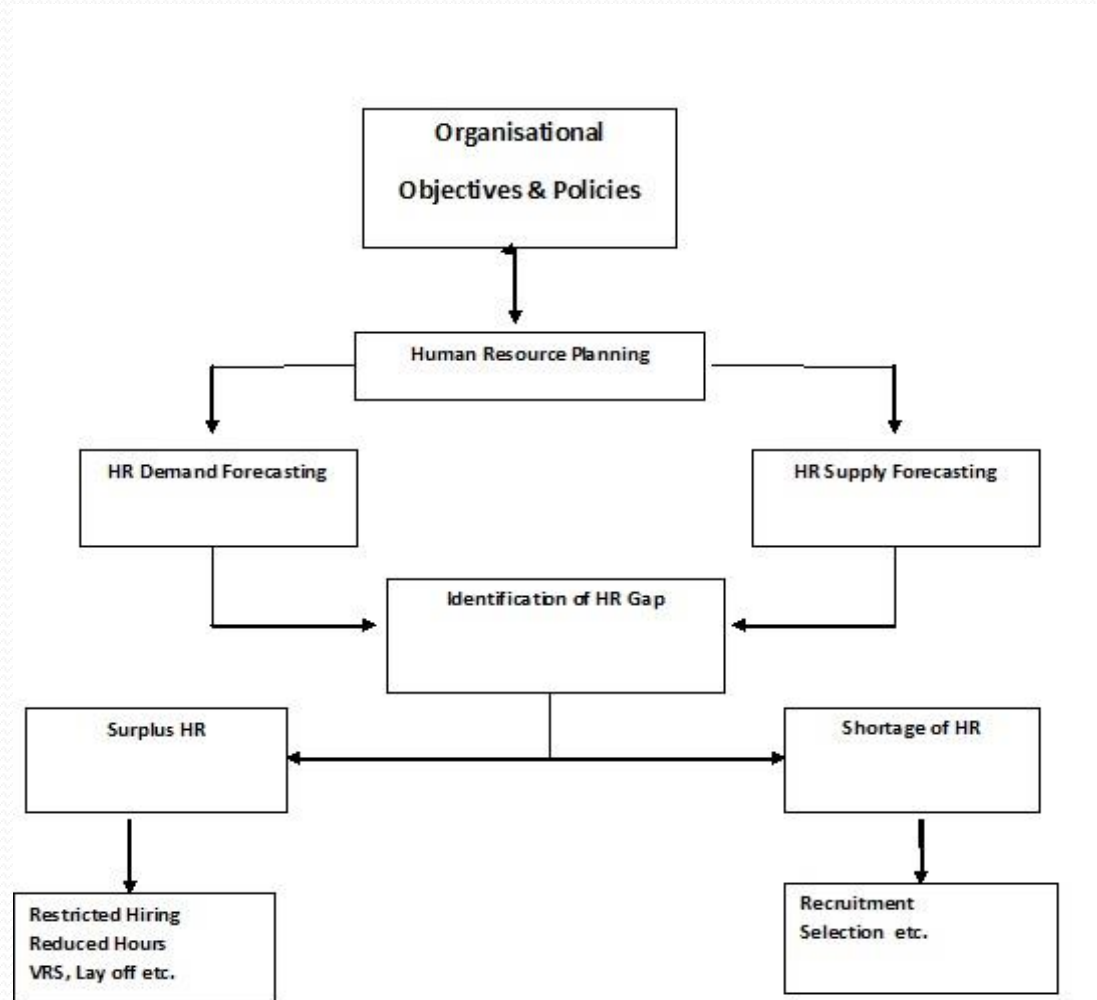 Organisational
Objectives & Policies
Human Resource Planning
HR Demand Forecasting
HR Supply Forecasting
Identification of HR Gap
Surplus HR
Shortage of HR
Restricted Hiring
Reduced Hours
VRS, Lay off etc.
Recruitment
Selection etc.